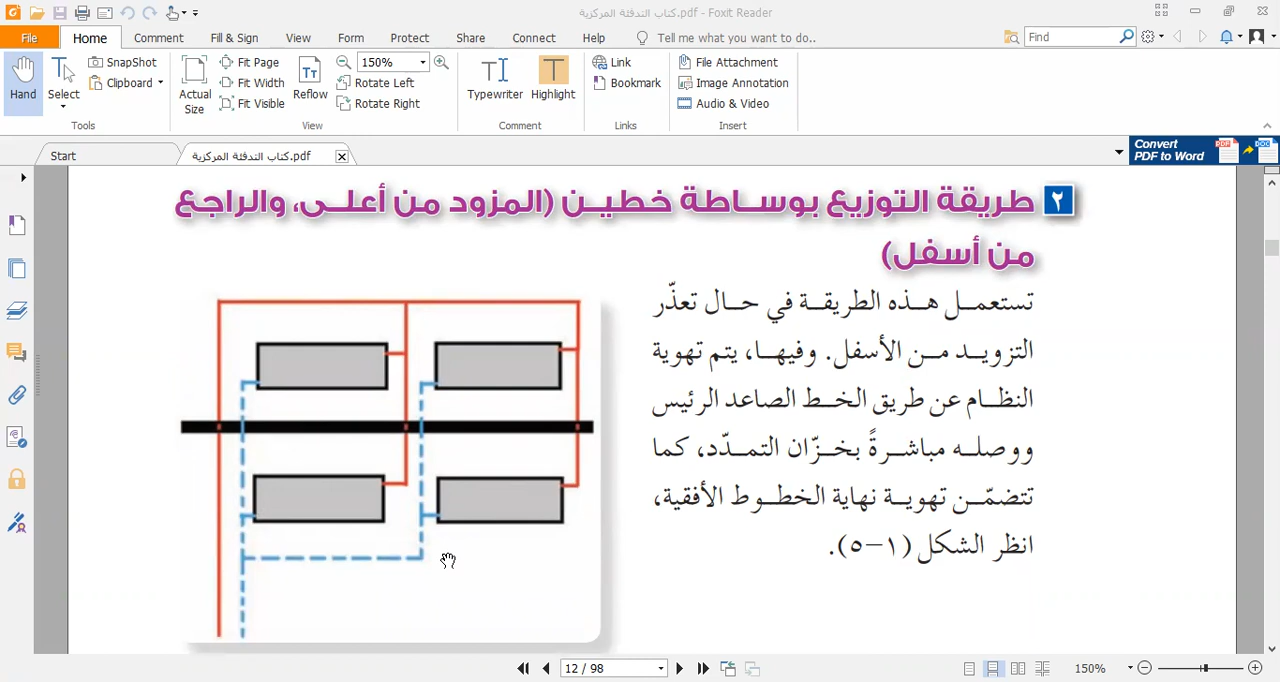 كتاب التدفئة المركزية.pdf - Foxit Reader
File
Home
Comment
Fill & Sign
View
Form
Protect
Share
Connect
Help
Tell me what you want to do..
Find
Hand
Select
SnapShot
Clipboard
Tools
Actual Size
Fit Page
Fit Width
Fit Visible
Reflow
150%
Rotate Left
Rotate Right
View
Typewriter
Highlight
Comment
Link
Bookmark
Links
File Attachment
Image Annotation
Audio & Video
Insert
Start
كتاب التدفئة المركزية.pdf
Convert
PDF to Word
٢ طريقة التوزيع بوساطة خطين (المزود من أعلى، والراجع
من أسفل)
تستعمل هذه الطريقة في حال تعذّر
التزويد من الأسفل. وفيها، يتم تهوية
النظام عن طريق الخط الصاعد الرئيس
ووصله مباشرةً بخزّان التمدّد، كما
تتضمّن تهوية نهاية الخطوط الأفقية،
انظر الشكل (١-٥).
12 / 98
150%